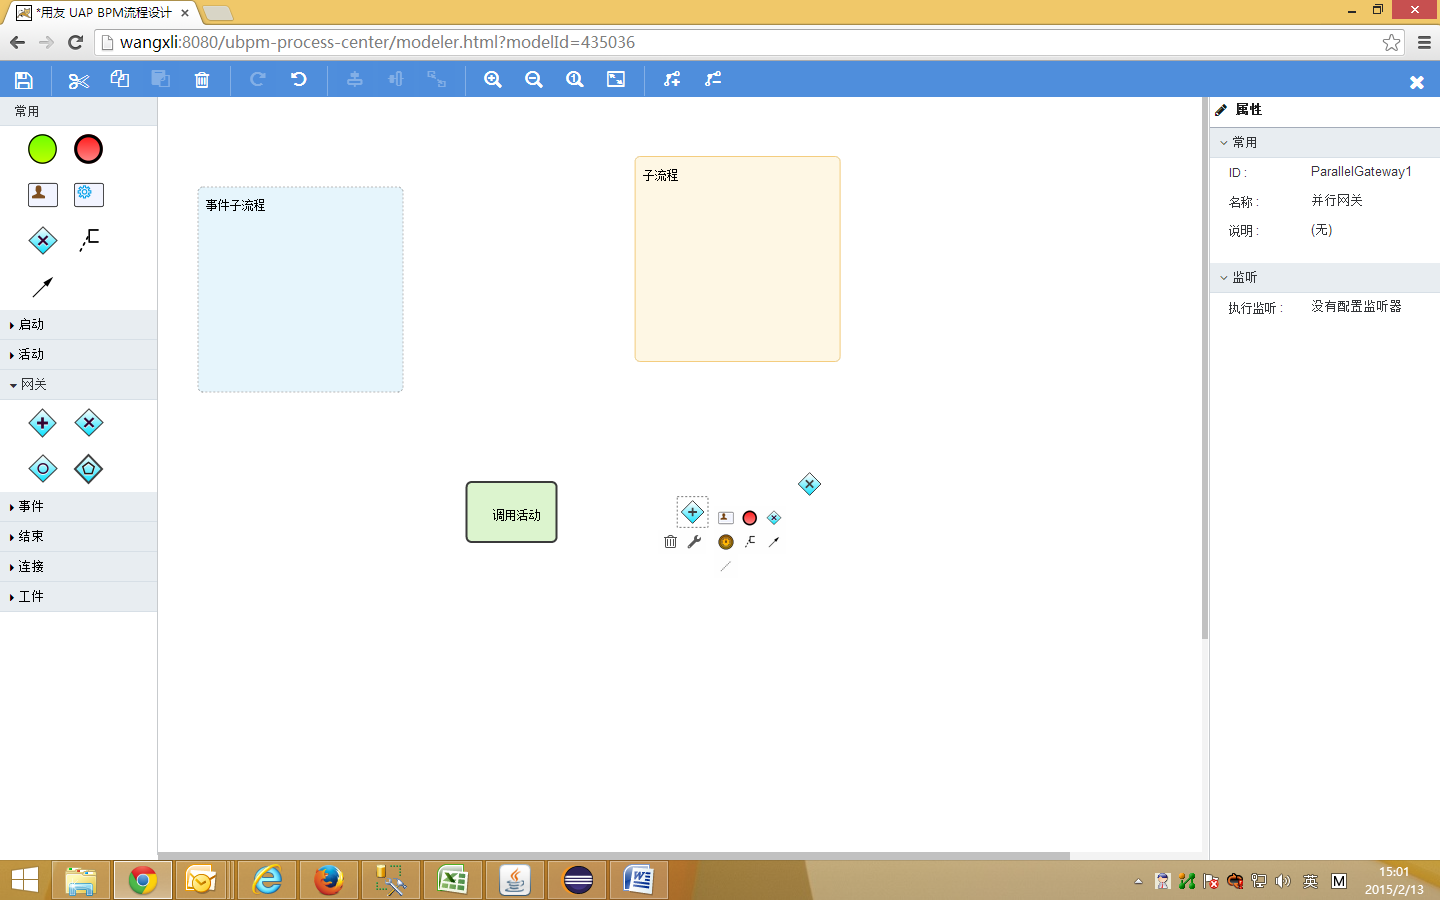 *用友 UAP BPM流程设计
wangxli:8080/ubpm-process-center/modeler.html?modelId=435036
常用
启动
活动
网关
事件
结束
连接
工件
事件子流程
子流程
调用活动
属性
常用
ID :
ParallelGateway1
名称 :
并行网关
说明 :
(无)
监听
执行监听 :
没有配置监听器
英
M
15:01
2015/2/13